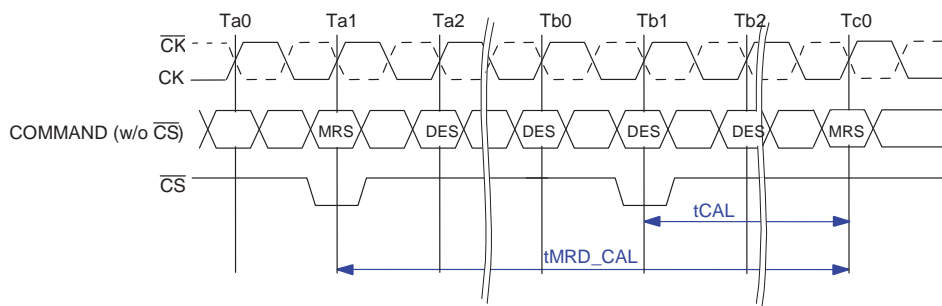 Ta0 Ta1 Ta2 Tb0 Tb1 Tb2 Tc0
CK
CK
COMMAND (w/o CS) MRS DES DES DES DES MRS
CS
tCAL
tMRD_CAL